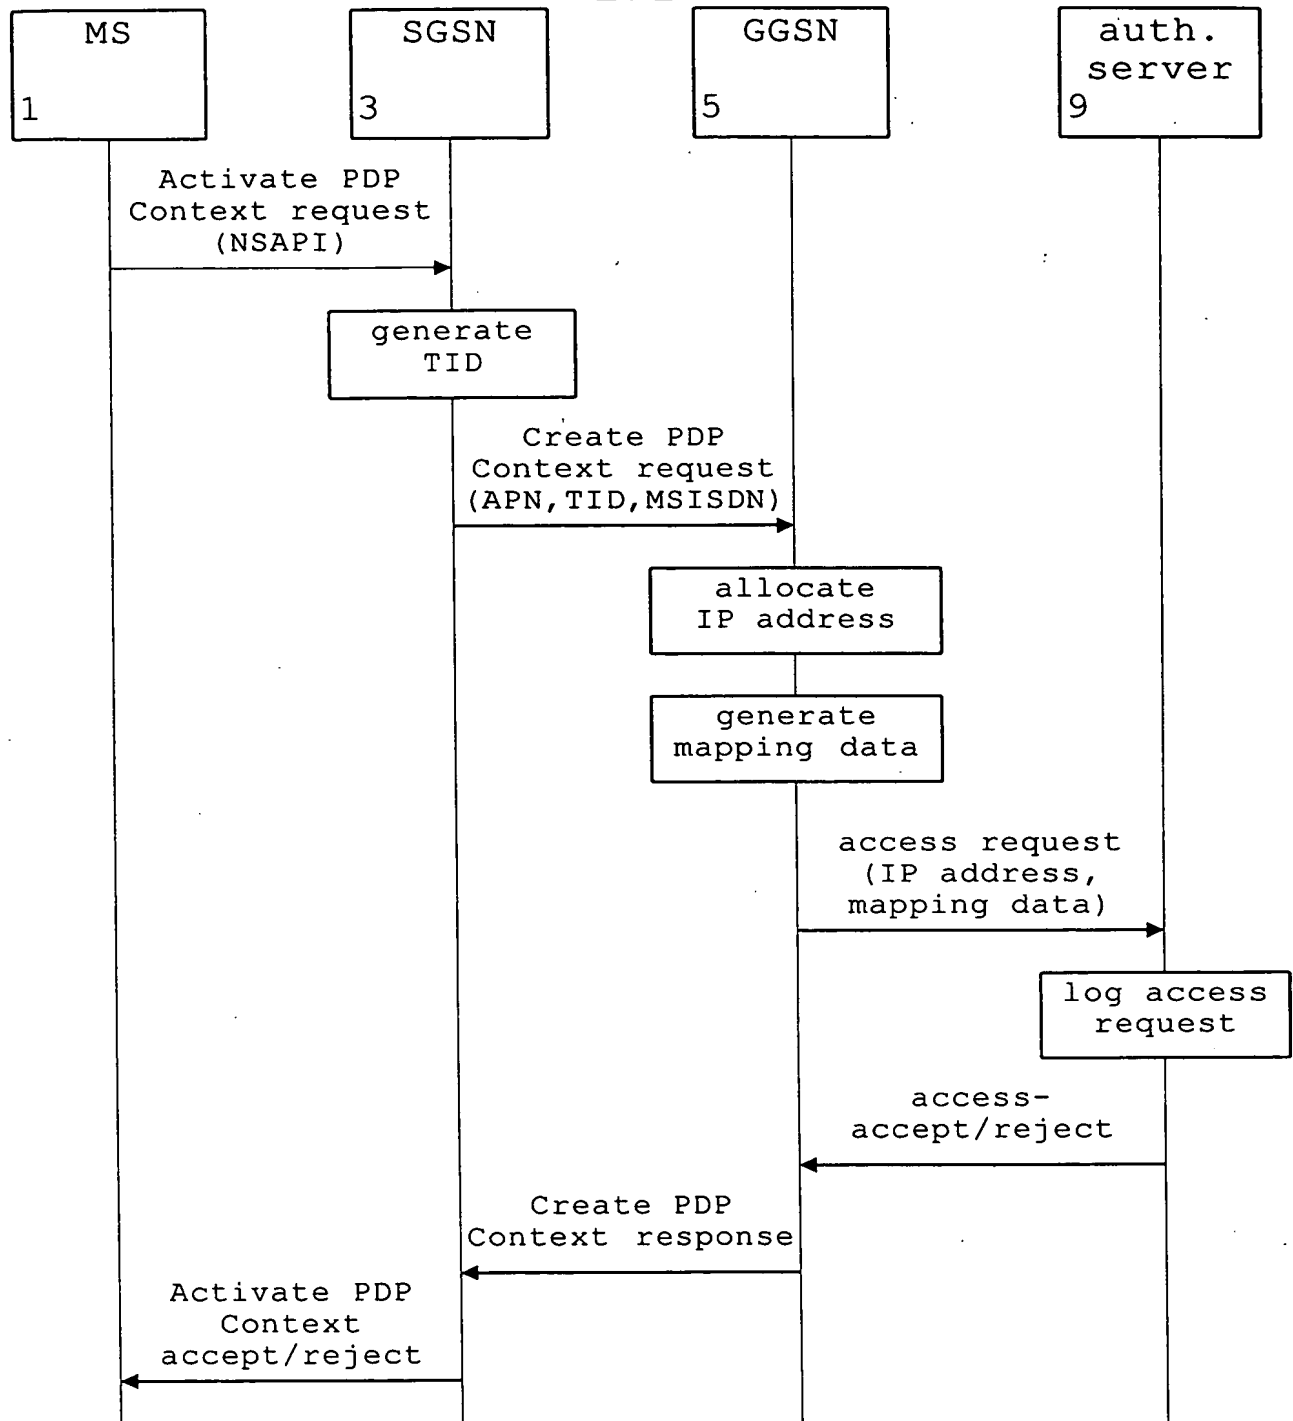 MS
1
SGSN
3
GGSN
5
auth.
server
9
Activate PDP
Context request
(NSAPI)
generate
TID
Create PDP
Context request
(APN,TID,MSISDN)
allocate
IP address
generate
mapping data
access request
(IP address,
mapping data)
log access
request
access-
accept/reject
Create PDP
Context response
Activate PDP
Context
accept/reject